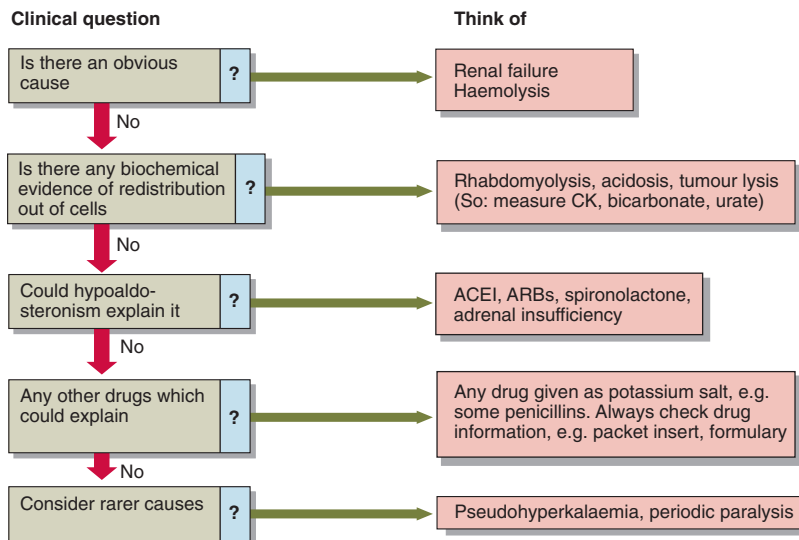 Clinical question
Think of
Is there an obvious
cause
?
Renal failure
Haemolysis
No
Is there any biochemical
evidence of redistribution
out of cells
?
Rhabdomyolysis, acidosis, tumour lysis
(So: measure CK, bicarbonate, urate)
No
Could hypoaldo-
steronism explain it
?
ACEI, ARBs, spironolactone,
adrenal insufficiency
No
Any other drugs which
could explain
?
Any drug given as potassium salt, e.g.
some penicillins. Always check drug
information, e.g. packet insert, formulary
No
Consider rarer causes
?
Pseudohyperkalaemia, periodic paralysis